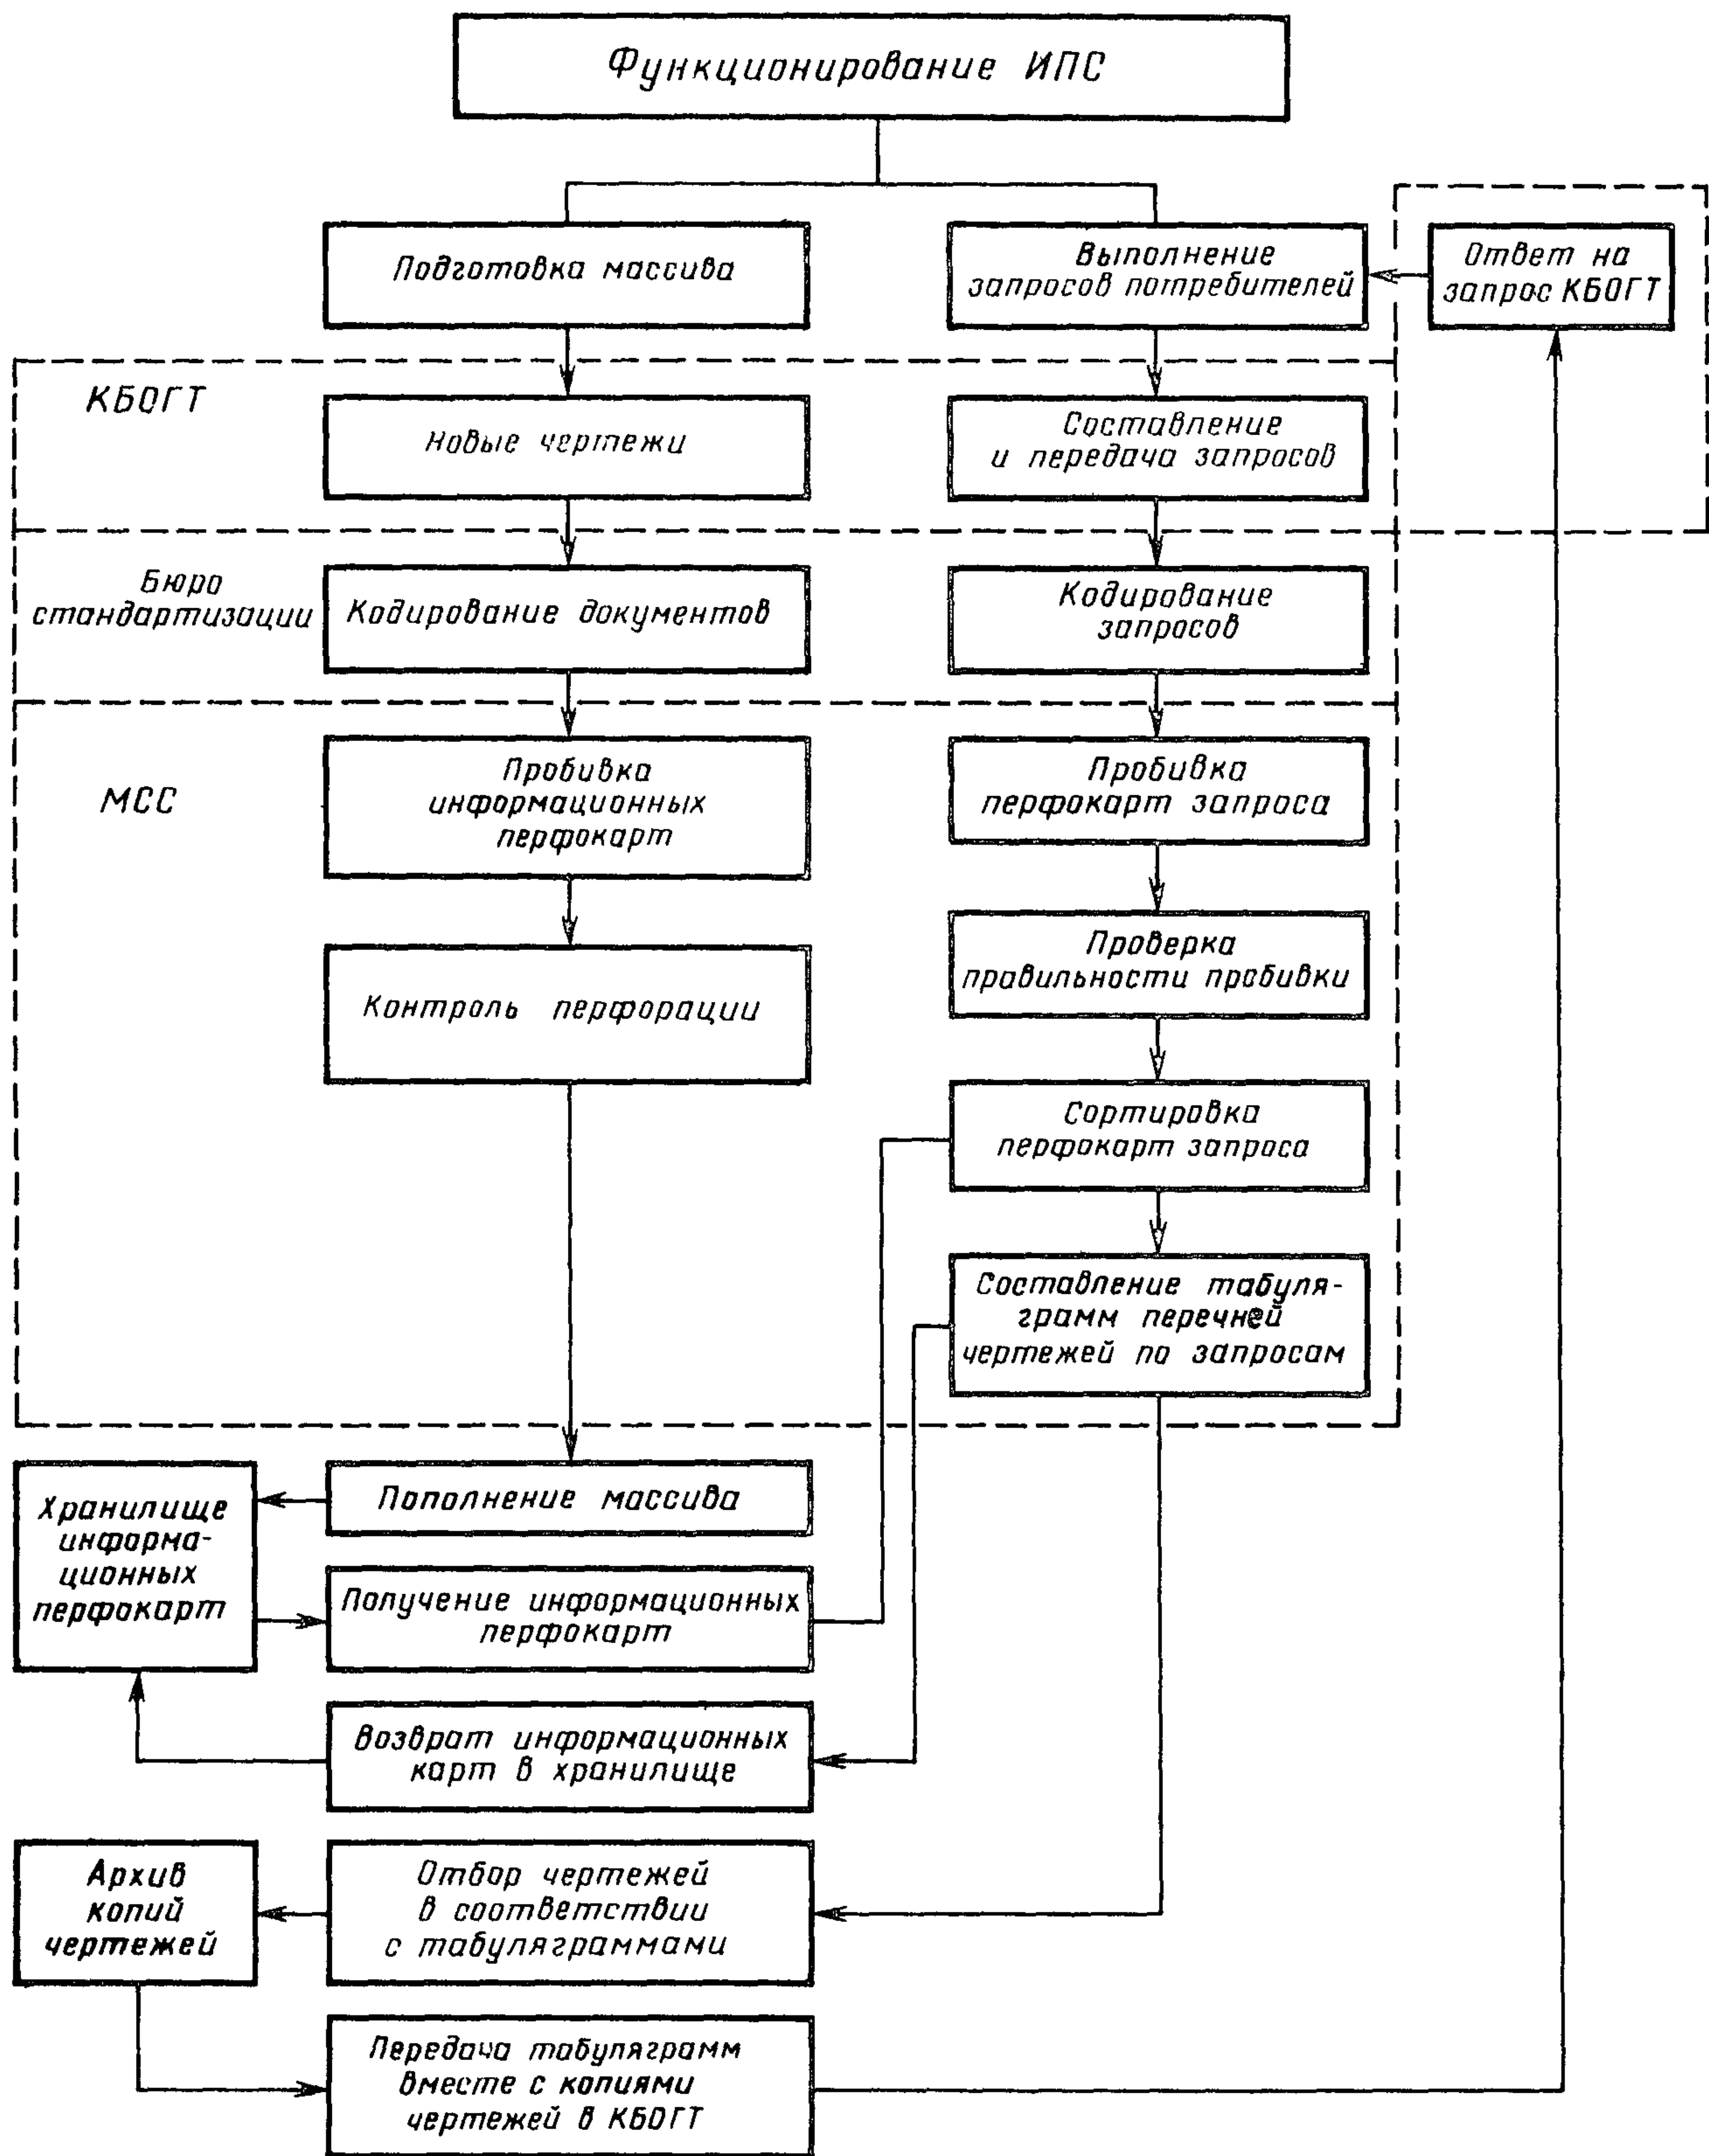 Функционирование ИПС
Подготовка массива
Выполнение
запросов потребителей
Ответ на
запрос КБОГТ
КБОГТ
Новые чертежи
Составление
и передача запросов
Бюро
стандартизации
Кодирование документов
Кодирование
запросов
МСС
Пробивка
информационных
перфокарт
Пробивка
перфокарт запроса
Контроль перфорации
Проверка
правильности пробивки
Сортировка
перфокарт запроса
Составление табуля-
грамм перечней
чертежей по запросам
Хранилище
информа-
ционных
перфокарт
Пополнение массива
Получение информационных
перфокарт
Возврат информационных
карт в хранилище
Архив
копий
чертежей
Отбор чертежей
в соответствии
с табуляграммами
Передача табуляграмм
вместе с копиями
чертежей в КБОГТ